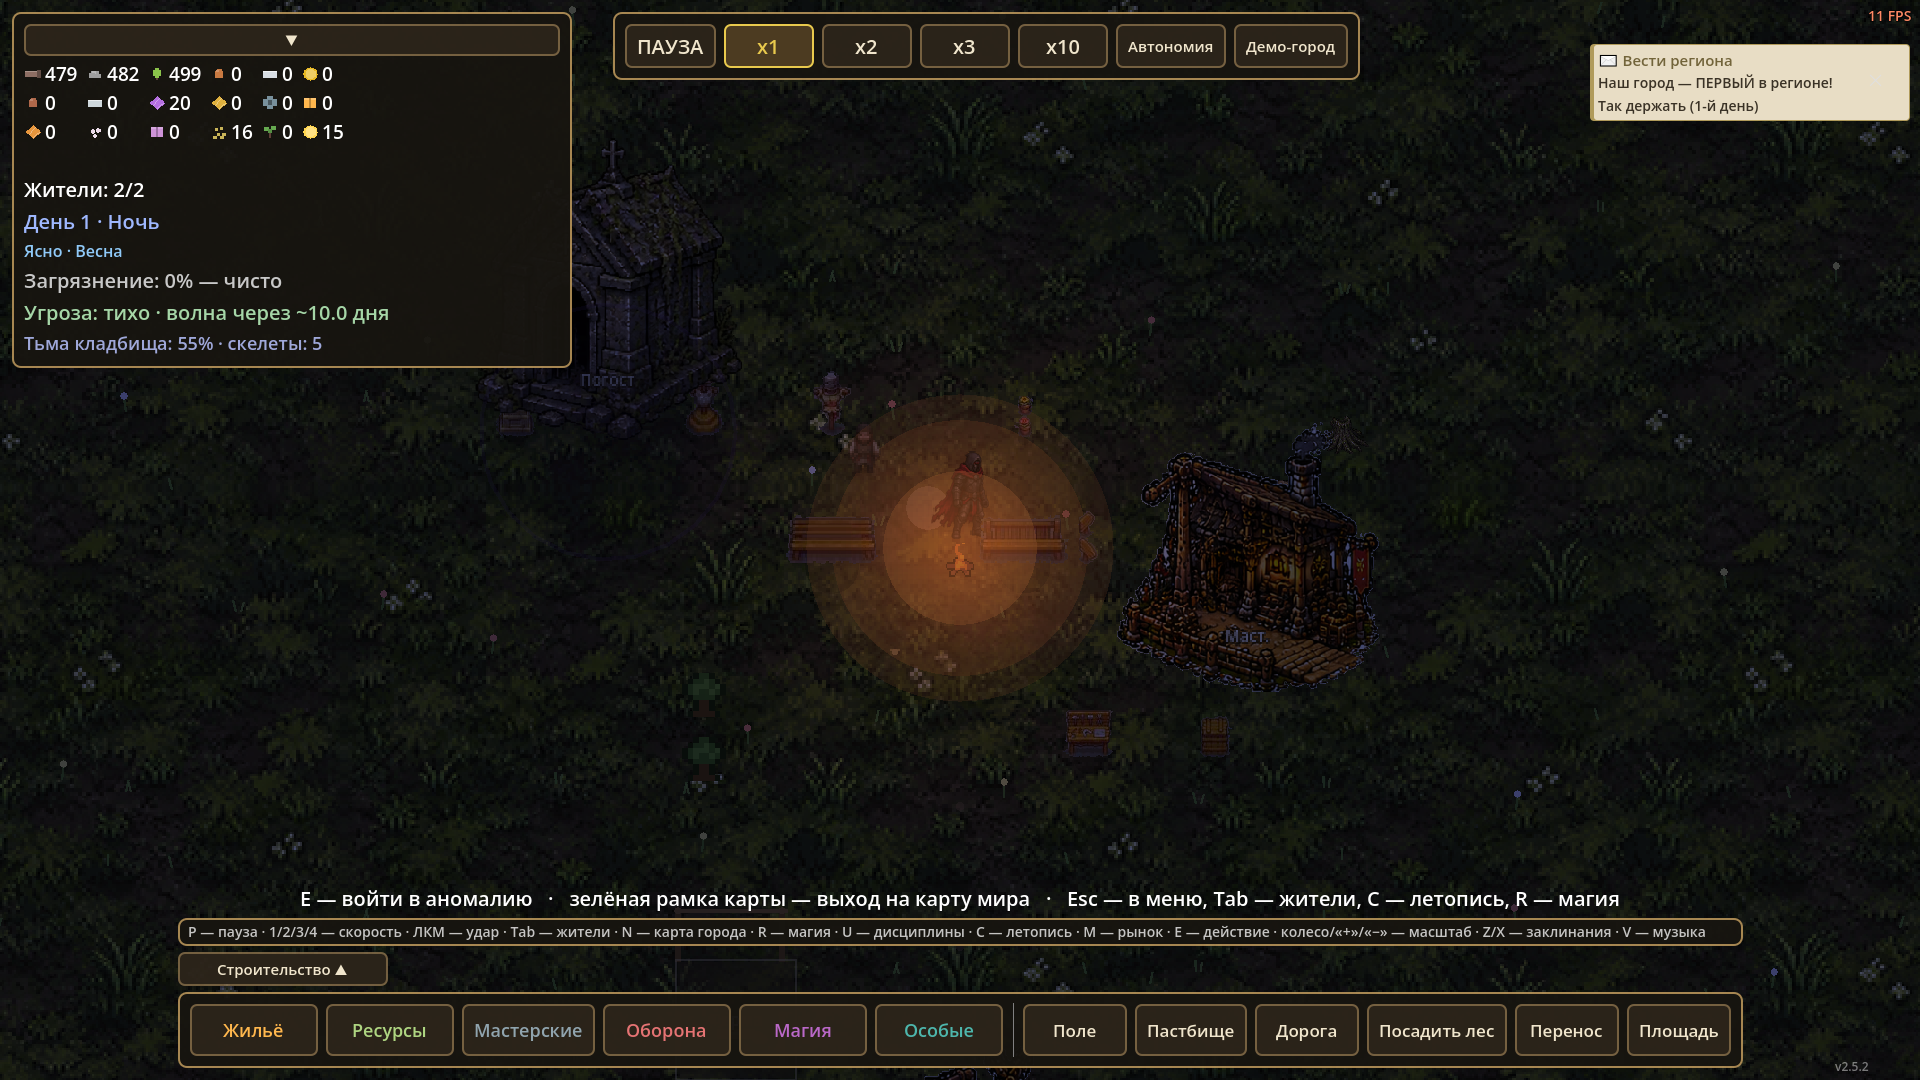 ▼
479 482 499 0 0 0
0 0 20 0 0 0
0 0 0 16 0 15
Жители: 2/2
День 1 · Ночь
Ясно · Весна
Загрязнение: 0% — чисто
Угроза: тихо · волна через ~10.0 дня
Тьма кладбища: 55% · скелеты: 5
ПАУЗА x1 x2 x3 x10 Автономия Демо-город
11 FPS
Вести региона
Наш город — ПЕРВЫЙ в регионе!
Так держать (1-й день)
Погост
Маст.
E — войти в аномалию · зелёная рамка карты — выход на карту мира · Esc — в меню, Tab — жители, C — летопись, R — магия
P — пауза · 1/2/3/4 — скорость · ЛКМ — удар · Tab — жители · N — карта города · R — магия · U — дисциплины · C — летопись · M — рынок · E — действие · колесо/«+»/«−» — масштаб · Z/X — заклинания · V — музыка
Строительство ▲
Жильё Ресурсы Мастерские Оборона Магия Особые Поле Пастбище Дорога Посадить лес Перенос Площадь
v2.5.2